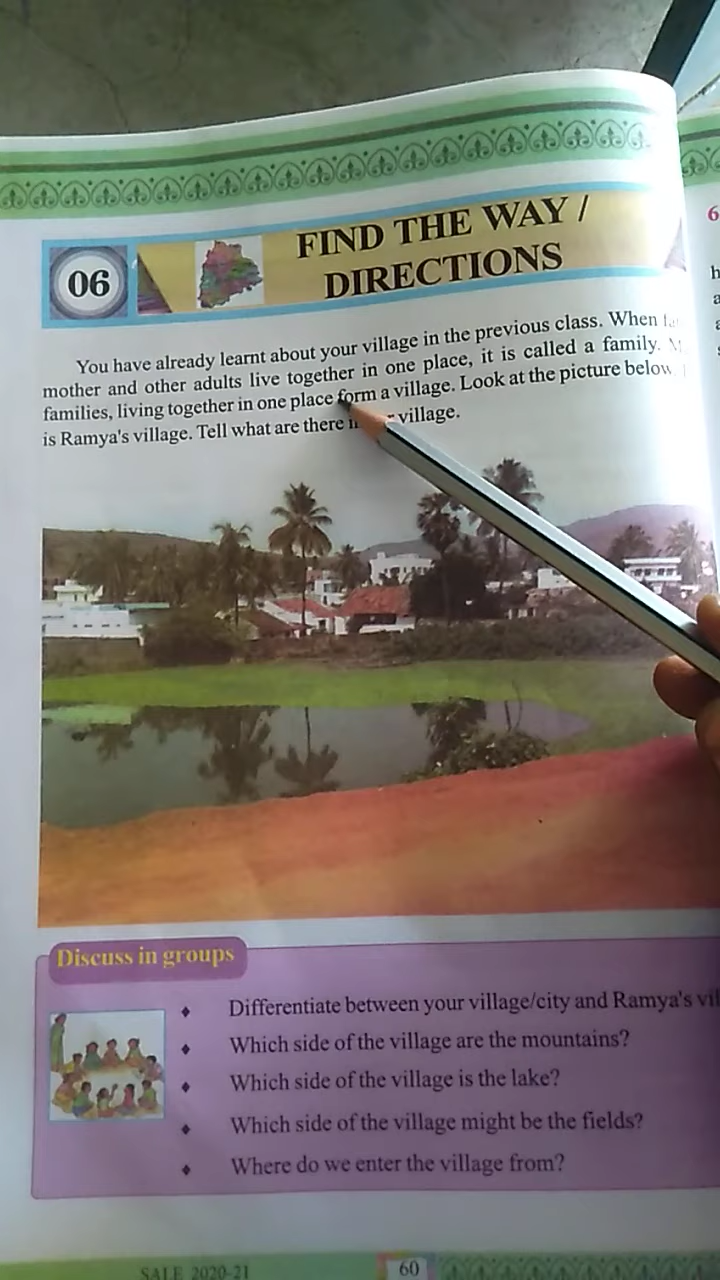 06
FIND THE WAY /
DIRECTIONS
You have already learnt about your village in the previous class. When
mother and other adults live together in one place, it is called a family.
families, living together in one place form a village. Look at the picture below.
is Ramya's village. Tell what are there village.
Discuss in groups
♦ Differentiate between your village/city and Ramya's
♦ Which side of the village are the mountains?
♦ Which side of the village is the lake?
♦ Which side of the village might be the fields?
♦ Where do we enter the village from?
SALE 2020-21
60
6